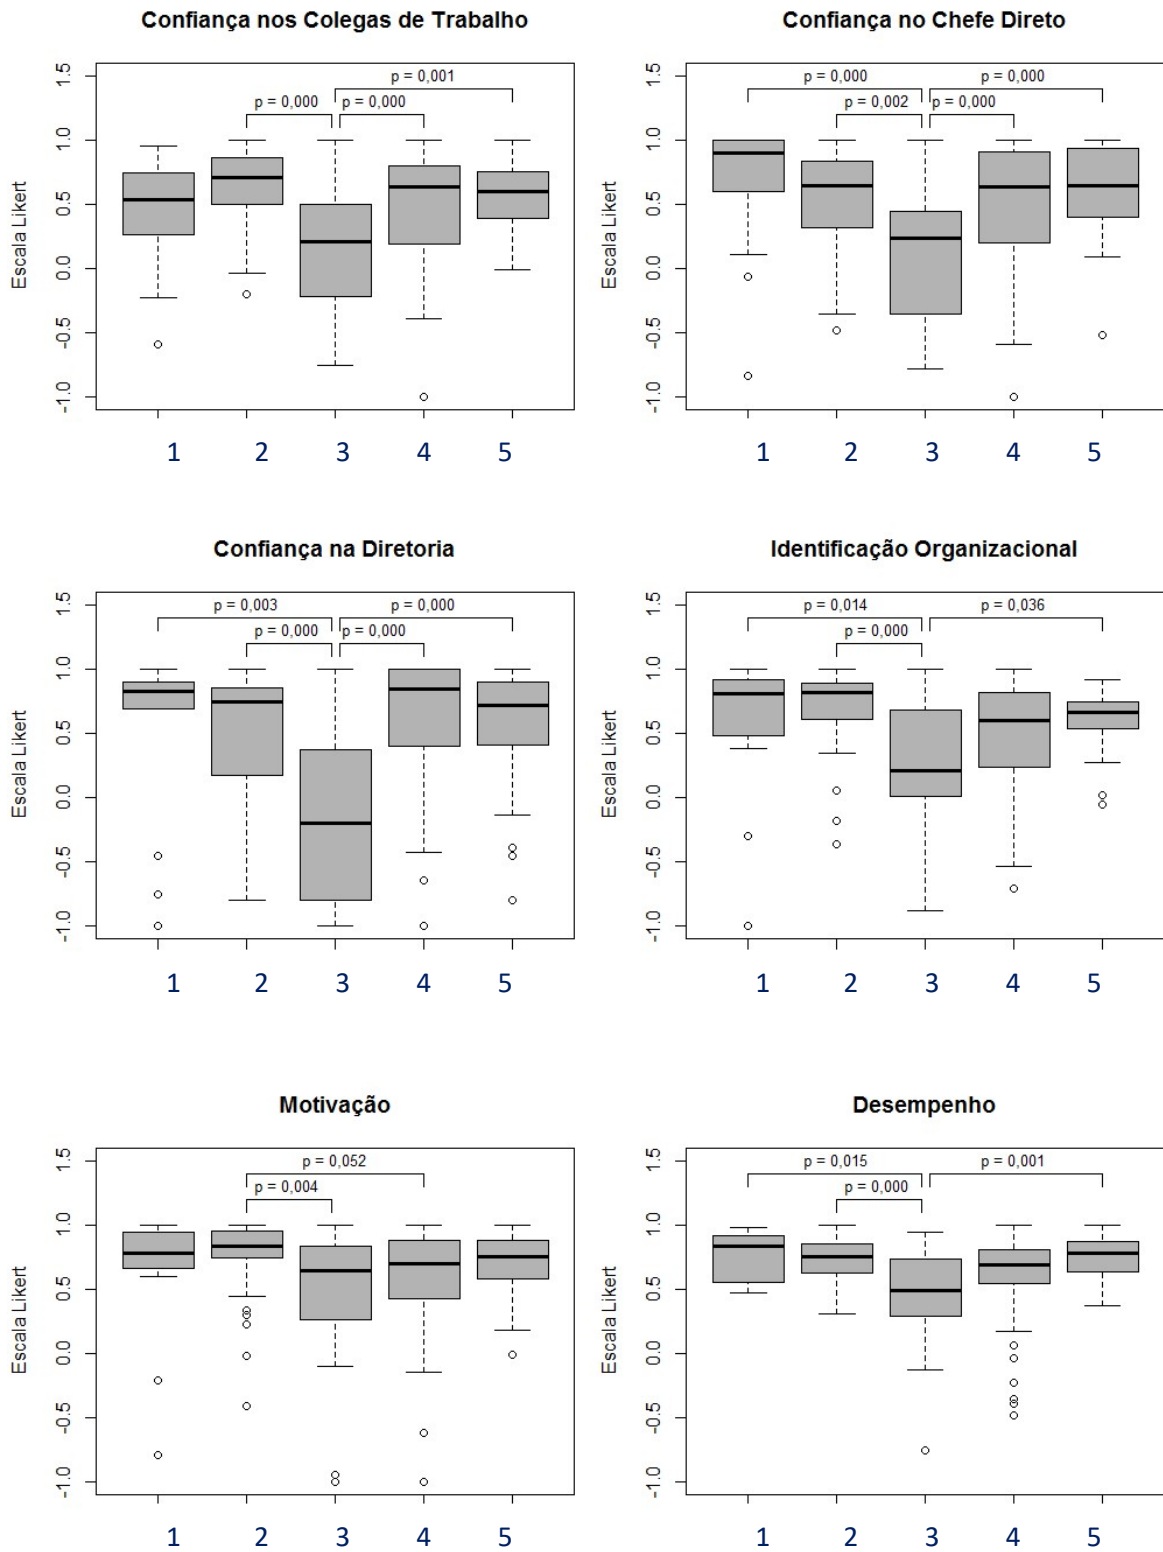 Confiança nos Colegas de Trabalho
Escala Likert
1.5
1.0
0.5
0.0
-0.5
-1.0
p = 0,001
p = 0,000 p = 0,000
1 2 3 4 5
Confiança no Chefe Direto
Escala Likert
1.5
1.0
0.5
0.0
-0.5
-1.0
p = 0,000 p = 0,000
p = 0,002 p = 0,000
1 2 3 4 5
Confiança na Diretoria
Escala Likert
1.5
1.0
0.5
0.0
-0.5
-1.0
p = 0,003 p = 0,000
p = 0,000 p = 0,000
1 2 3 4 5
Identificação Organizacional
Escala Likert
1.5
1.0
0.5
0.0
-0.5
-1.0
p = 0,014 p = 0,036
p = 0,000
1 2 3 4 5
Motivação
Escala Likert
1.5
1.0
0.5
0.0
-0.5
-1.0
p = 0,052
p = 0,004
1 2 3 4 5
Desempenho
Escala Likert
1.5
1.0
0.5
0.0
-0.5
-1.0
p = 0,015 p = 0,001
p = 0,000
1 2 3 4 5